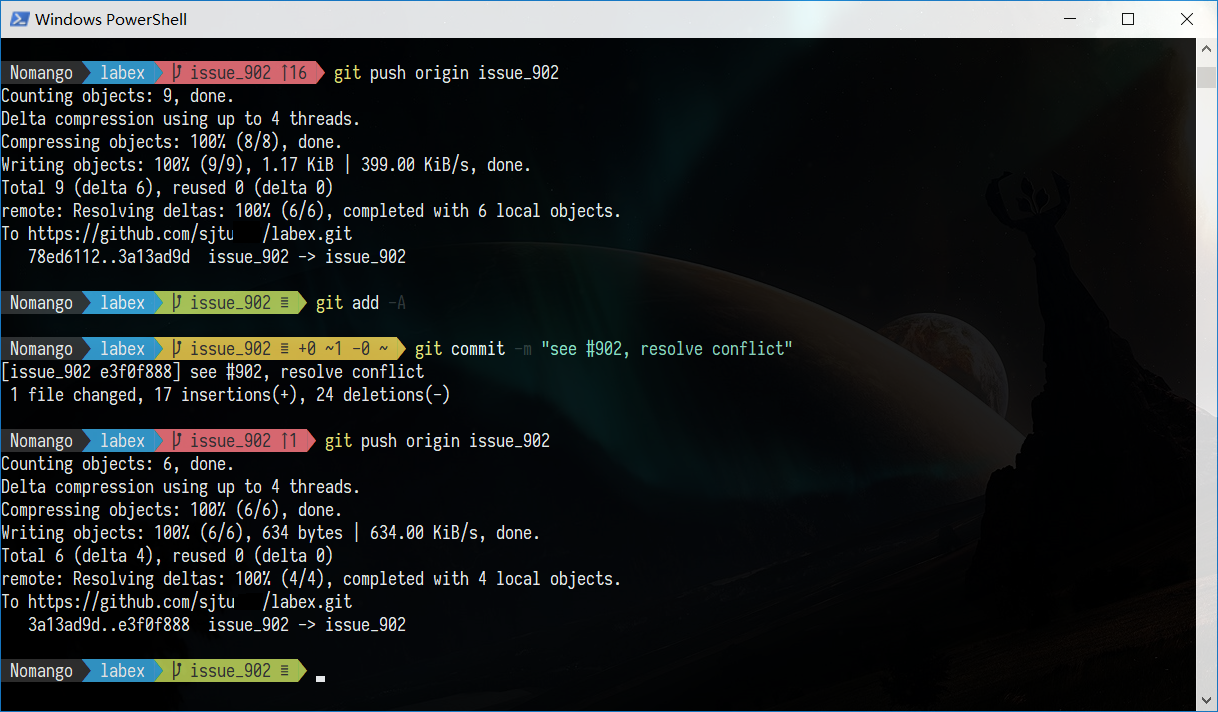 Windows PowerShell
Nomango labex issue_902 ↑16 git push origin issue_902
Counting objects: 9, done.
Delta compression using up to 4 threads.
Compressing objects: 100% (8/8), done.
Writing objects: 100% (9/9), 1.17 KiB | 399.00 KiB/s, done.
Total 9 (delta 6), reused 0 (delta 0)
remote: Resolving deltas: 100% (6/6), completed with 6 local objects.
To https://github.com/sjtu /labex.git
78ed6112..3a13ad9d issue_902 -> issue_902
Nomango labex issue_902 ≡ git add -A
Nomango labex issue_902 ≡ +0 ~1 -0 ~ git commit -m "see #902, resolve conflict"
[issue_902 e3f0f888] see #902, resolve conflict
1 file changed, 17 insertions(+), 24 deletions(-)
Nomango labex issue_902 ↑1 git push origin issue_902
Counting objects: 6, done.
Delta compression using up to 4 threads.
Compressing objects: 100% (6/6), done.
Writing objects: 100% (6/6), 634 bytes | 634.00 KiB/s, done.
Total 6 (delta 4), reused 0 (delta 0)
remote: Resolving deltas: 100% (4/4), completed with 4 local objects.
To https://github.com/sjtu /labex.git
3a13ad9d..e3f0f888 issue_902 -> issue_902
Nomango labex issue_902 ≡